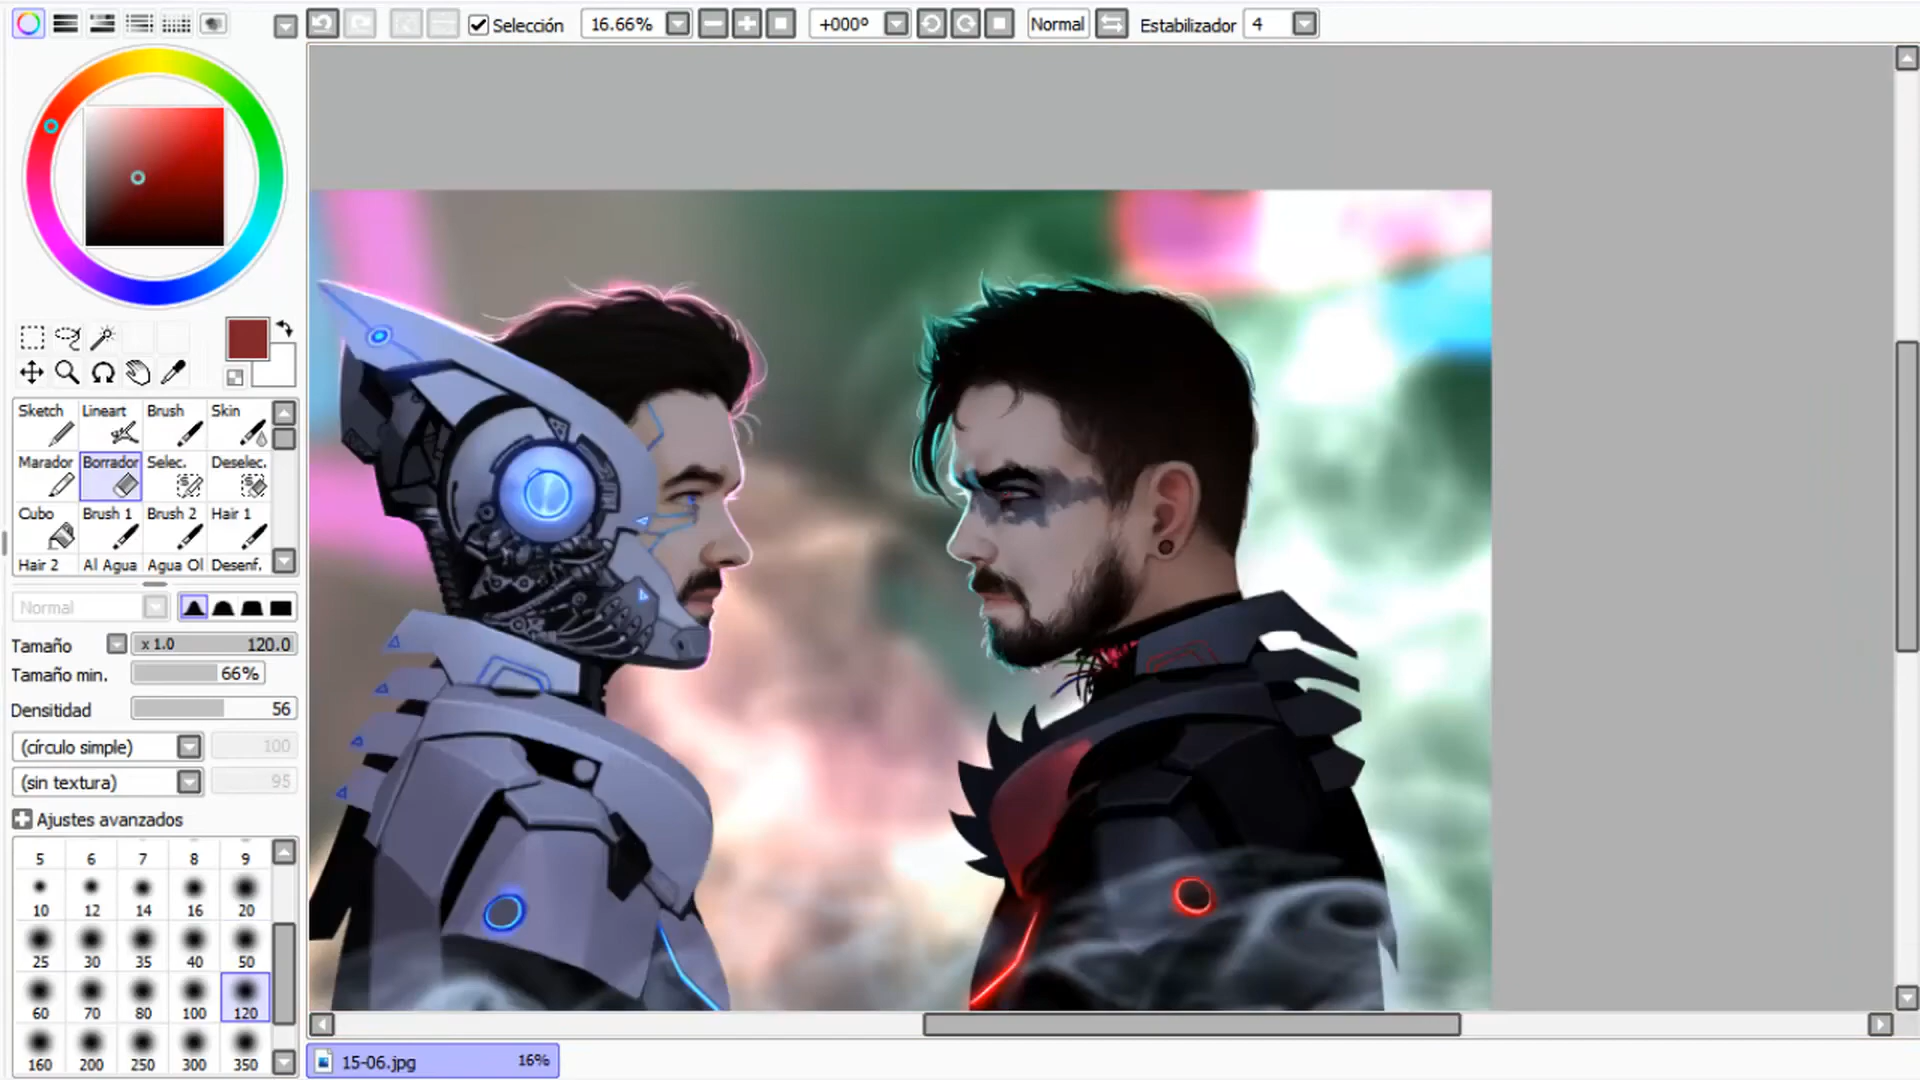 Selección 16.66% +000º Normal Estabilizador 4
Sketch Lineart Brush Skin
Marador Borrador Selec. Deselec.
Cubo Brush 1 Brush 2 Hair 1
Hair 2 Al Agua Agua Ol Desenf.
Normal
Tamaño x 1.0 120.0
Tamaño min. 66%
Densitidad 56
(círculo simple) 100
(sin textura) 95
Ajustes avanzados
5 6 7 8 9
10 12 14 16 20
25 30 35 40 50
60 70 80 100 120
160 200 250 300 350
15-06.jpg 16%